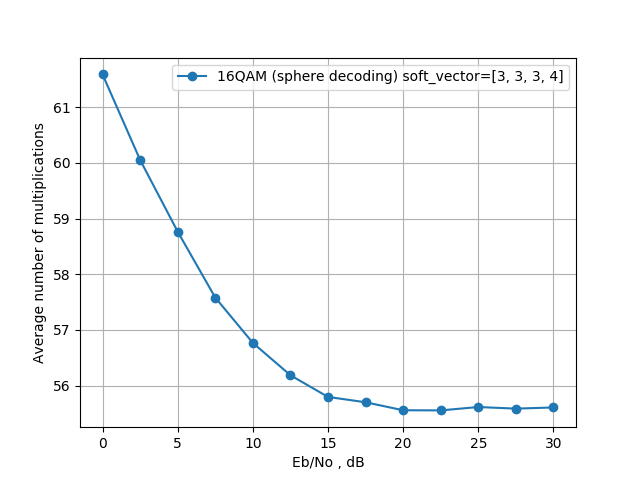 16QAM (sphere decoding) soft_vector=[3, 3, 3, 4]
61
60
59
58
57
56
Average number of multiplications
0 5 10 15 20 25 30
Eb/No , dB